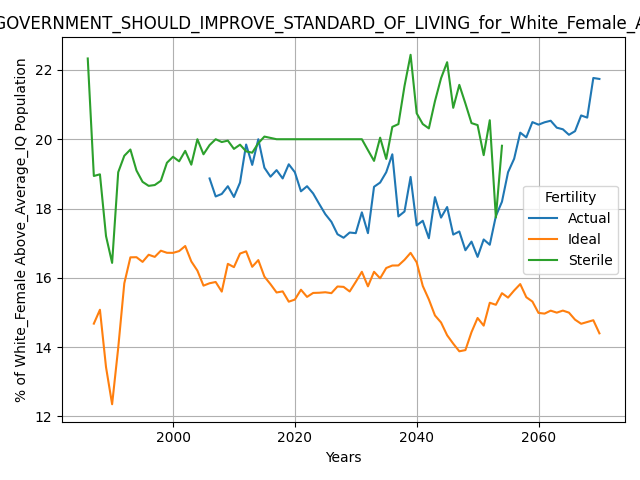 GOVERNMENT_SHOULD_IMPROVE_STANDARD_OF_LIVING_for_White_Female_A
% of White_Female Above_Average_IQ Population
22
20
18
16
14
12
Fertility
Actual
Ideal
Sterile
2000 2020 2040 2060
Years